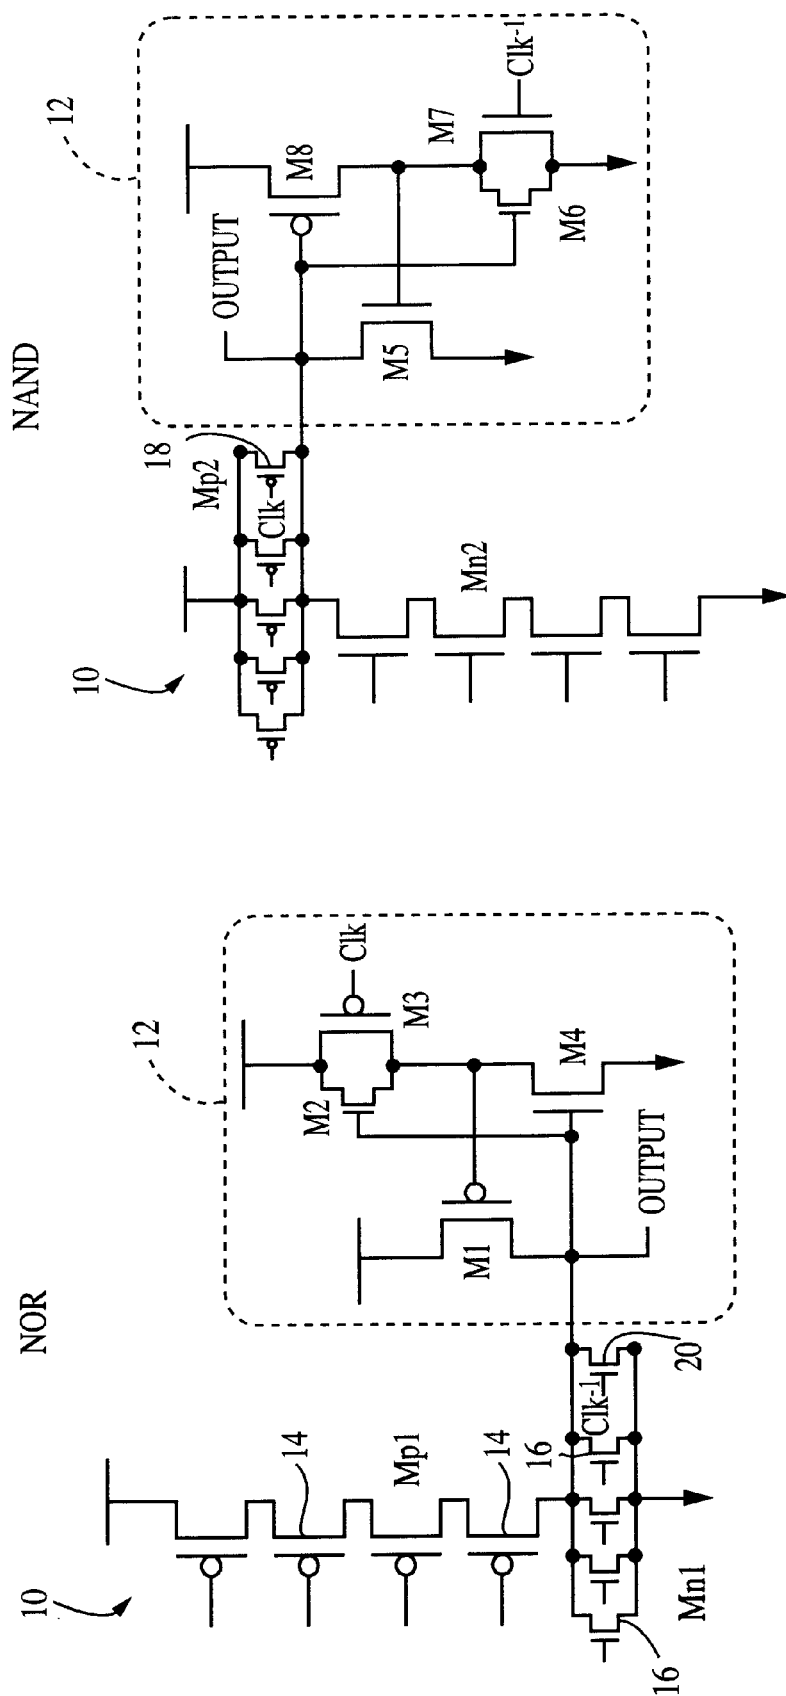 NAND
12
10
Mp2
18
Clk
OUTPUT
M8
M7
Clk-1
M5
M6
Mn2
NOR
12
10
14
Mp1
14
16
Clk-1
20
Mn1
16
M1
M2
M3
Clk
M4
OUTPUT